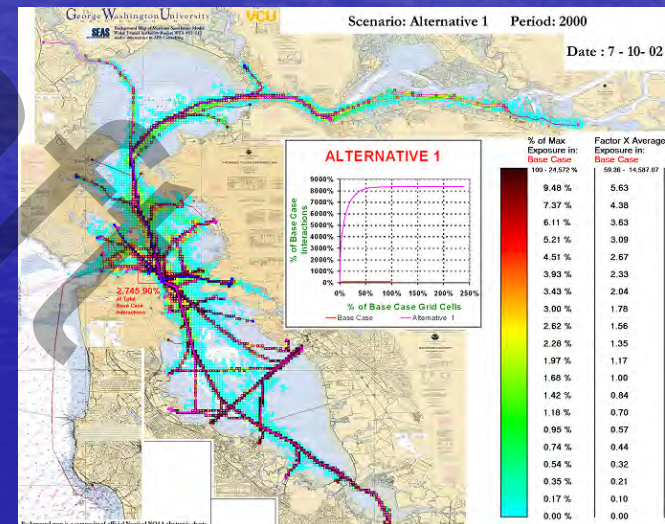 George Washington University
VCU
SEAS
Scenario: Alternative 1 Period: 2000
Date : 7 - 10- 02
ALTERNATIVE 1
% of Base Case
Interactions
9000%
8000%
7000%
6000%
5000%
4000%
3000%
2000%
1000%
0%
0% 50% 100% 150% 200% 250%
% of Base Case Grid Cells
Base Case Alternative 1
2,745.90%
of Total
Base Case
Interactions
% of Max Exposure in: Base Case
Factor X Average Exposure in: Base Case
100 - 24,572 % 59.36 - 14,587.07
9.48 % 5.63
7.37 % 4.38
6.11 % 3.63
5.21 % 3.09
4.51 % 2.67
3.93 % 2.33
3.43 % 2.04
3.00 % 1.78
2.62 % 1.56
2.28 % 1.35
1.97 % 1.17
1.68 % 1.00
1.42 % 0.84
1.18 % 0.70
0.95 % 0.57
0.74 % 0.44
0.54 % 0.32
0.35 % 0.21
0.17 % 0.10
0.00 % 0.00